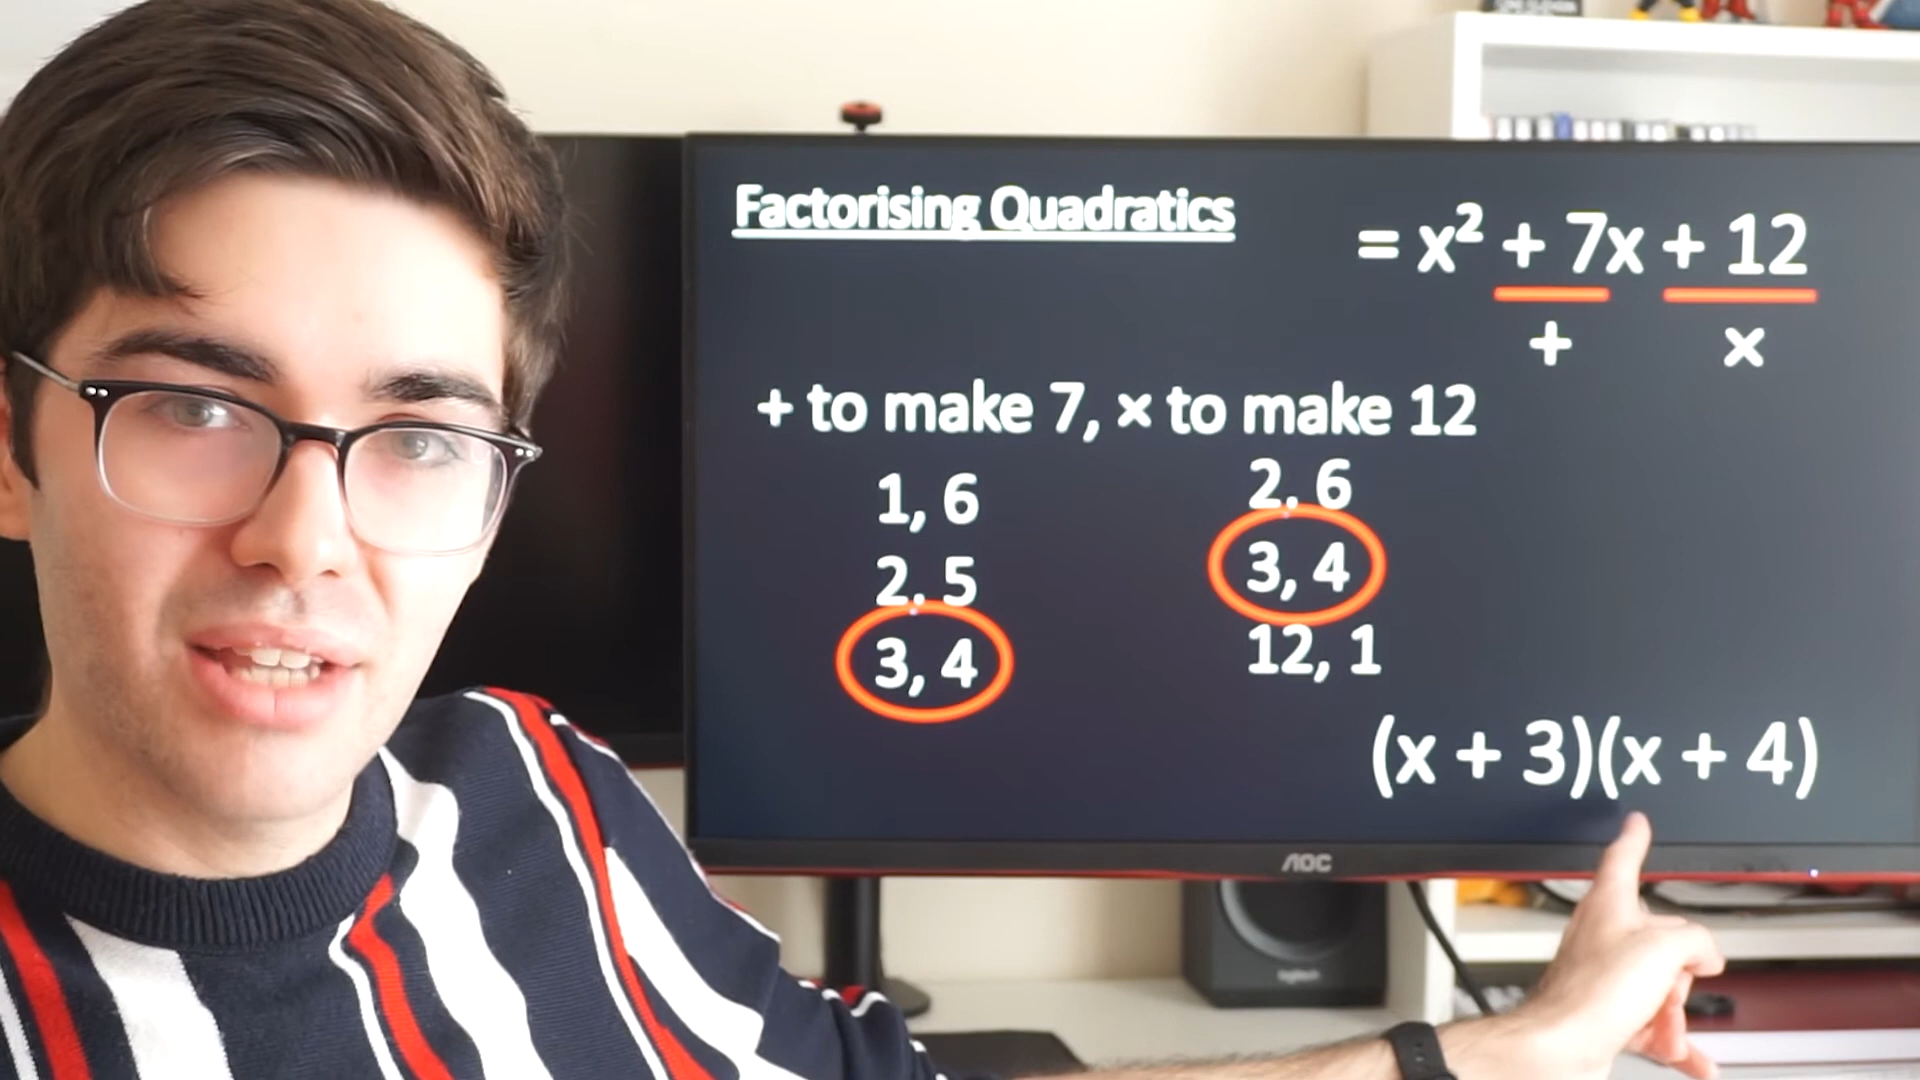 Factorising Quadratics
= x² + 7x + 12
+ ×
+ to make 7, × to make 12
1, 6
2, 5
3, 4
2, 6
3, 4
12, 1
(x + 3)(x + 4)
AOC
logitech